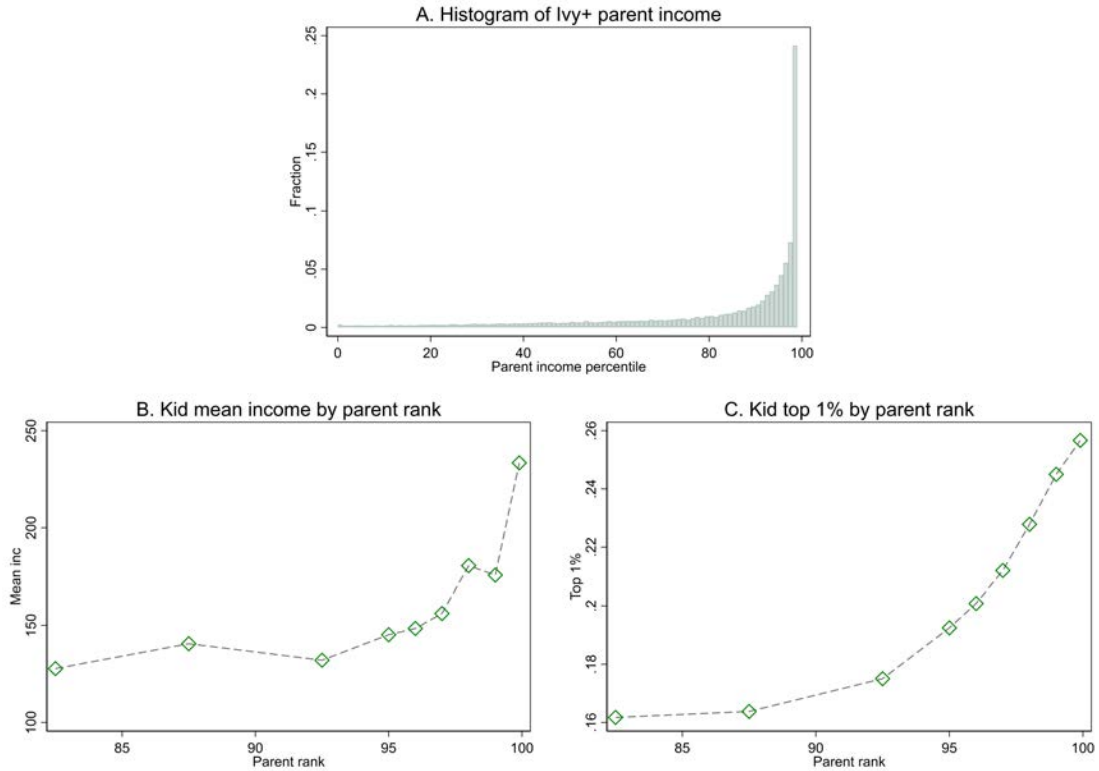 A. Histogram of Ivy+ parent income
.25
.2
.15
.1
.05
0
Fraction
0 20 40 60 80 100
Parent income percentile
B. Kid mean income by parent rank
250
200
150
100
Mean inc
85 90 95 100
Parent rank
C. Kid top 1% by parent rank
.26
.24
.22
.2
.18
.16
Top 1%
85 90 95 100
Parent rank